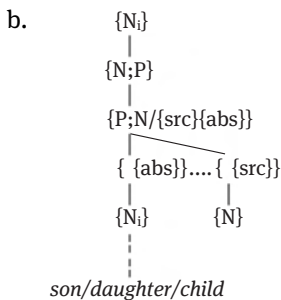 b.
{Nᵢ}
{N;P}
{P;N/{src}{abs}}
{ {abs}}....{ {src}}
{Nᵢ} {N}
son/daughter/child